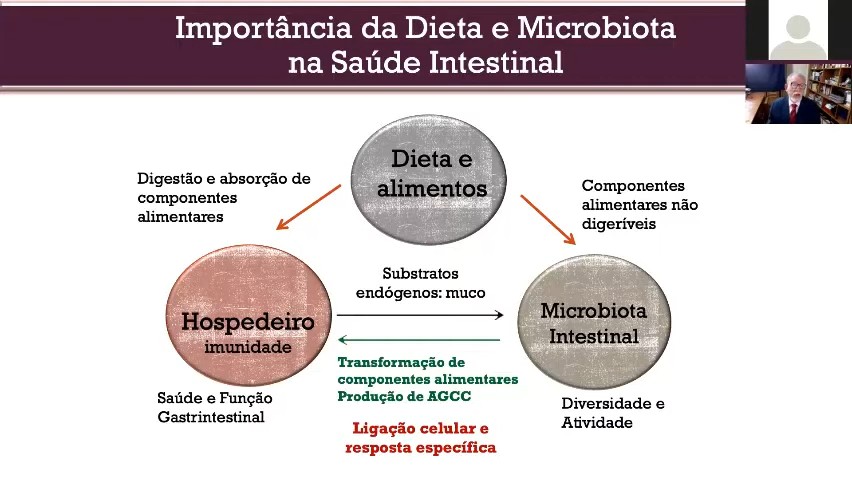 Importância da Dieta e Microbiota
na Saúde Intestinal
Dieta e
alimentos
Digestão e absorção de
componentes
alimentares
Componentes
alimentares não
digeríveis
Substratos
endógenos: muco
Hospedeiro
imunidade
Microbiota
Intestinal
Transformação de
componentes alimentares
Produção de AGCC
Saúde e Função
Gastrintestinal
Diversidade e
Atividade
Ligação celular e
resposta específica